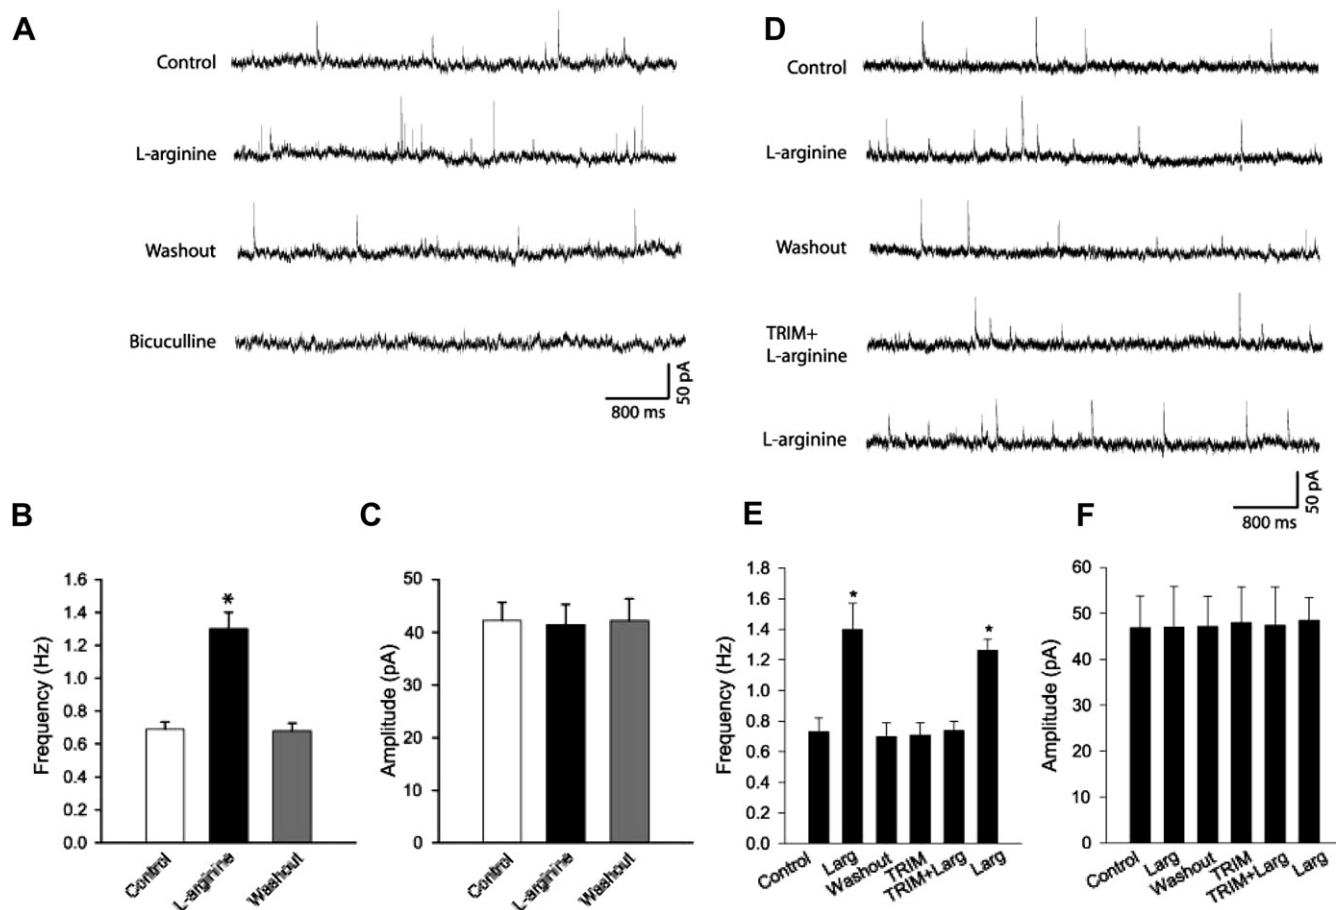 A
Control
L-arginine
Washout
Bicuculline
50 pA
800 ms
D
Control
L-arginine
Washout
TRIM+
L-arginine
L-arginine
50 pA
800 ms
B
Frequency (Hz)
1.6
1.4
1.2
1.0
0.8
0.6
0.4
0.2
0.0
*
Control
L-arginine
Washout
C
Amplitude (pA)
50
40
30
20
10
0
Control
L-arginine
Washout
E
Frequency (Hz)
1.8
1.6
1.4
1.2
1.0
0.8
0.6
0.4
0.2
0.0
*
*
Control
Larg
Washout
TRIM
TRIM+Larg
Larg
F
Amplitude (pA)
60
50
40
30
20
10
0
Control
Larg
Washout
TRIM
TRIM+Larg
Larg